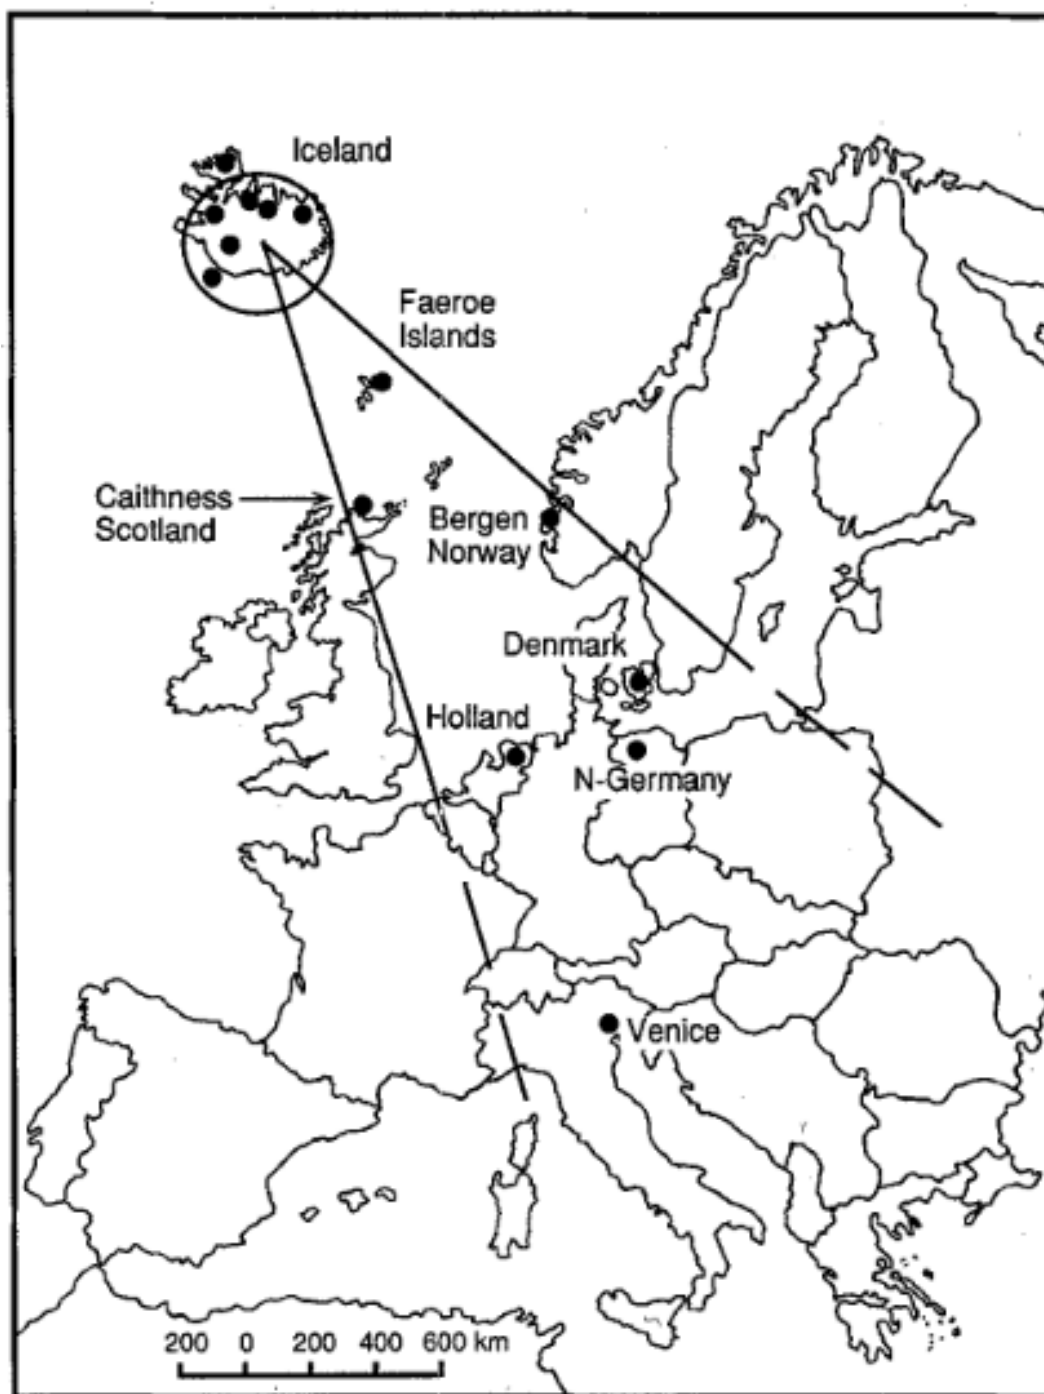 Iceland
Faeroe
Islands
Caithness
Scotland
Bergen
Norway
Denmark
Holland
N-Germany
Venice
200 0 200 400 600 km